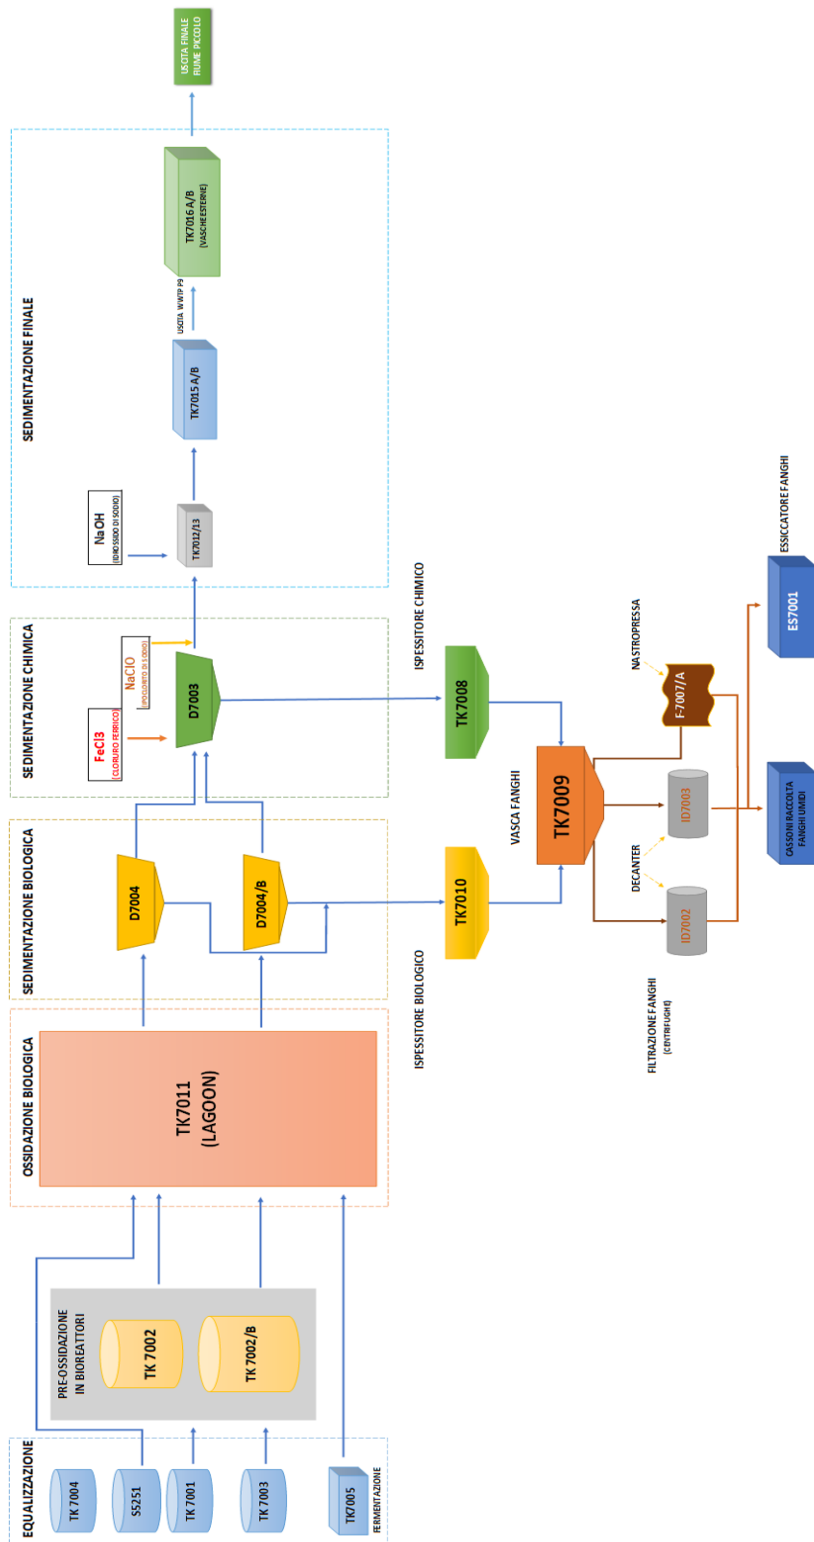 EQUALIZZAZIONE
TK 7004
S5251
TK 7001
TK 7003
TK7005
FERMENTAZIONE
PRE-OSSIDAZIONE
IN BIOREATTORI
TK 7002
TK 7002/B
OSSIDAZIONE BIOLOGICA
TK7011
(LAGOON)
SEDIMENTAZIONE BIOLOGICA
D7004
D7004/B
SEDIMENTAZIONE CHIMICA
FeCl3
(CLORURO FERRICO)
NaClO
(IPOCLORITO DI SODIO)
D7003
SEDIMENTAZIONE FINALE
NaOH
(IDROSSIDO DI SODIO)
TK7012/13
TK7015 A/B
USCITA WWTP P9
TK7016 A/B
(VASCHE ESTERNE)
USCITA FINALE
FIUME PICCOLO
ISPESSITORE BIOLOGICO
TK7010
ISPESSITORE CHIMICO
TK7008
VASCA FANGHI
TK7009
FILTRAZIONE FANGHI
(CENTRIFUGHE)
DECANTER
ID7002
ID7003
NASTROPRESSA
F-7007/A
CASSONI RACCOLTA
FANGHI UMIDI
ESSICCATORE FANGHI
ES7001